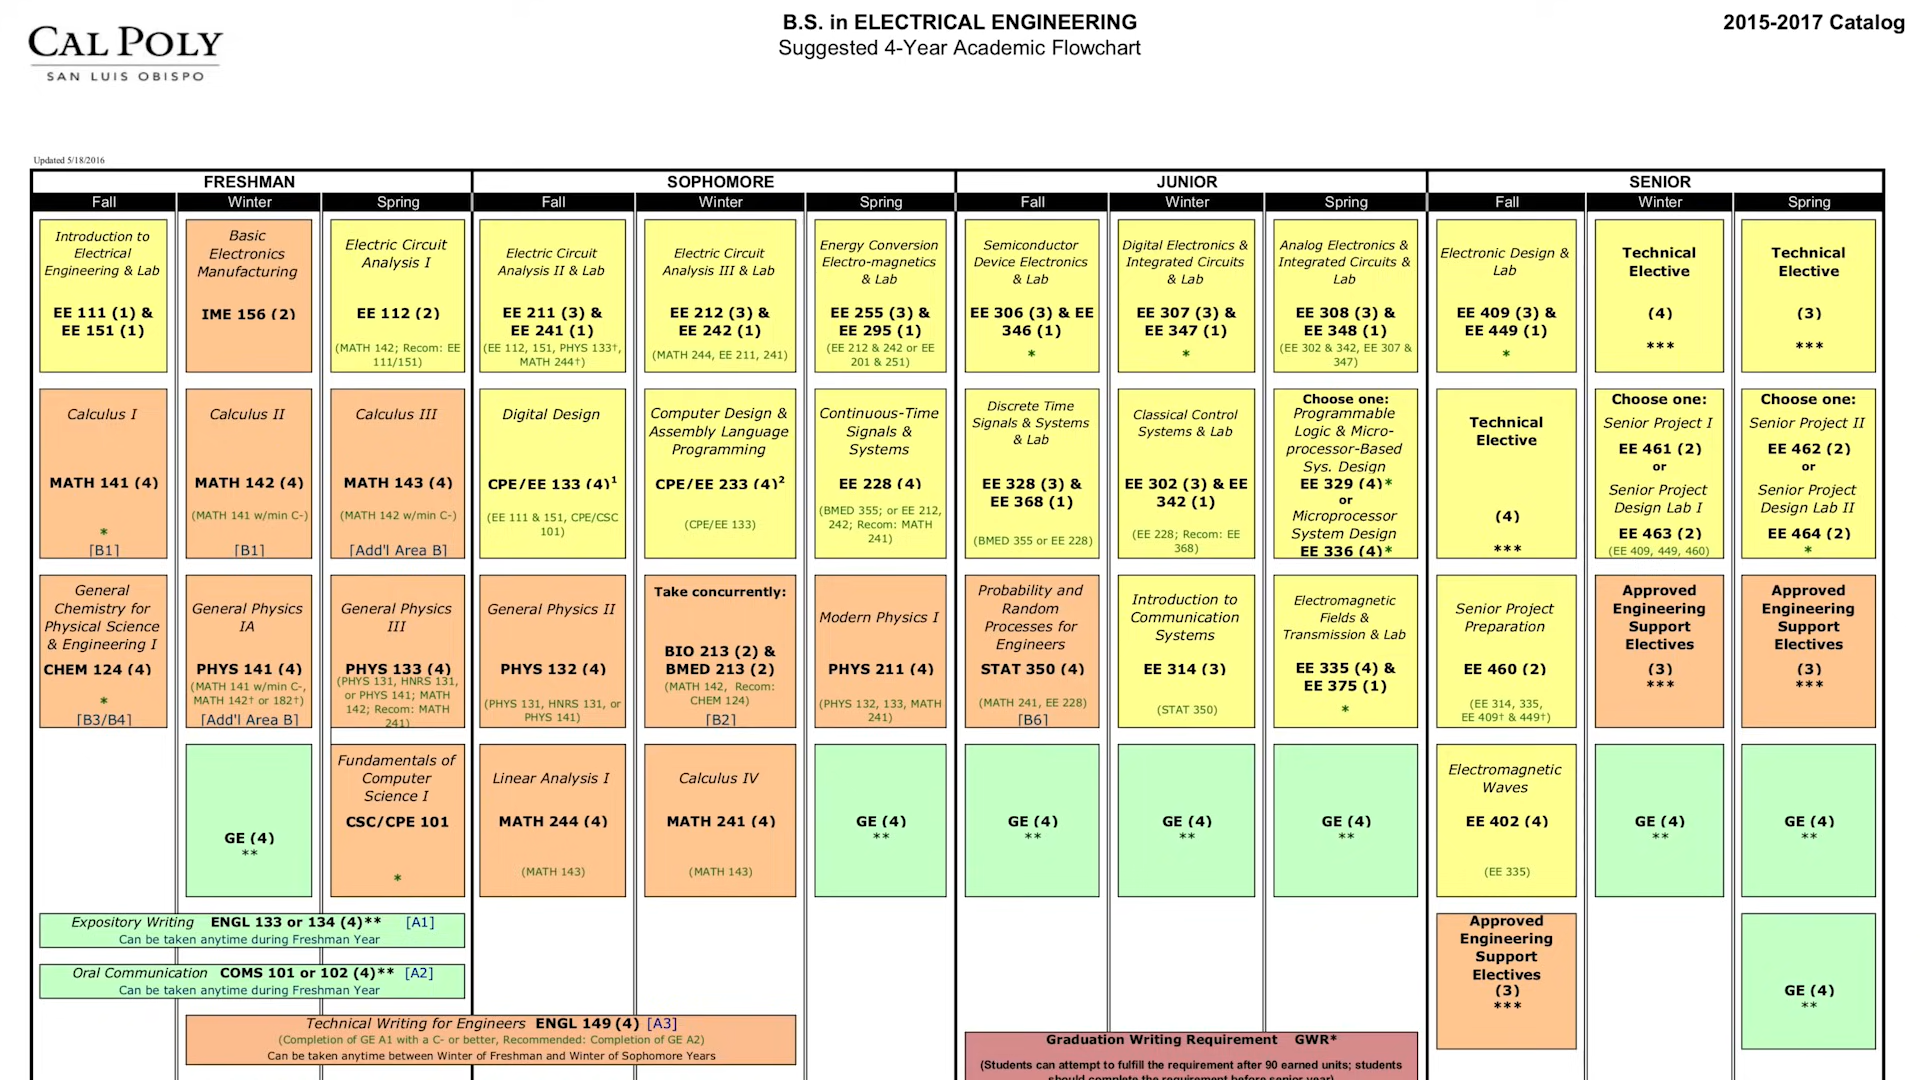 CAL POLY
SAN LUIS OBISPO
B.S. in ELECTRICAL ENGINEERING
Suggested 4-Year Academic Flowchart
2015-2017 Catalog
Updated 5/18/2016
FRESHMAN
SOPHOMORE
JUNIOR
SENIOR
Fall
Winter
Spring
Fall
Winter
Spring
Fall
Winter
Spring
Fall
Winter
Spring
Introduction to
Electrical
Engineering & Lab
EE 111 (1) &
EE 151 (1)
Basic
Electronics
Manufacturing
IME 156 (2)
Electric Circuit
Analysis I
EE 112 (2)
(MATH 142; Recom: EE
111/151)
Electric Circuit
Analysis II & Lab
EE 211 (3) &
EE 241 (1)
(EE 112, 151, PHYS 133†,
MATH 244†)
Electric Circuit
Analysis III & Lab
EE 212 (3) &
EE 242 (1)
(MATH 244, EE 211, 241)
Energy Conversion
Electro-magnetics
& Lab
EE 255 (3) &
EE 295 (1)
(EE 212 & 242 or EE
201 & 251)
Semiconductor
Device Electronics
& Lab
EE 306 (3) & EE
346 (1)
*
Digital Electronics &
Integrated Circuits
& Lab
EE 307 (3) &
EE 347 (1)
*
Analog Electronics &
Integrated Circuits &
Lab
EE 308 (3) &
EE 348 (1)
(EE 302 & 342, EE 307 &
347)
Electronic Design &
Lab
EE 409 (3) &
EE 449 (1)
*
Technical
Elective
(4)
***
Technical
Elective
(3)
***
Calculus I
MATH 141 (4)
*
[B1]
Calculus II
MATH 142 (4)
(MATH 141 w/min C-)
[B1]
Calculus III
MATH 143 (4)
(MATH 142 w/min C-)
[Add'l Area B]
Digital Design
CPE/EE 133 (4)¹
(EE 111 & 151, CPE/CSC
101)
Computer Design &
Assembly Language
Programming
CPE/EE 233 (4)²
(CPE/EE 133)
Continuous-Time
Signals &
Systems
EE 228 (4)
(BMED 355; or EE 212,
242; Recom: MATH
241)
Discrete Time
Signals & Systems
& Lab
EE 328 (3) &
EE 368 (1)
(BMED 355 or EE 228)
Classical Control
Systems & Lab
EE 302 (3) & EE
342 (1)
(EE 228; Recom: EE
368)
Choose one:
Programmable
Logic & Micro-
processor-Based
Sys. Design
EE 329 (4)*
or
Microprocessor
System Design
EE 336 (4)*
Technical
Elective
(4)
***
Choose one:
Senior Project I
EE 461 (2)
or
Senior Project
Design Lab I
EE 463 (2)
(EE 409, 449, 460)
Choose one:
Senior Project II
EE 462 (2)
or
Senior Project
Design Lab II
EE 464 (2)
*
General
Chemistry for
Physical Science
& Engineering I
CHEM 124 (4)
*
[B3/B4]
General Physics
IA
PHYS 141 (4)
(MATH 141 w/min C-,
MATH 142† or 182†)
[Add'l Area B]
General Physics
III
PHYS 133 (4)
(PHYS 131, HNRS 131,
or PHYS 141; MATH
142; Recom: MATH
241)
General Physics II
PHYS 132 (4)
(PHYS 131, HNRS 131, or
PHYS 141)
Take concurrently:
BIO 213 (2) &
BMED 213 (2)
(MATH 142, Recom:
CHEM 124)
[B2]
Modern Physics I
PHYS 211 (4)
(PHYS 132, 133, MATH
241)
Probability and
Random
Processes for
Engineers
STAT 350 (4)
(MATH 241, EE 228)
[B6]
Introduction to
Communication
Systems
EE 314 (3)
(STAT 350)
Electromagnetic
Fields &
Transmission & Lab
EE 335 (4) &
EE 375 (1)
*
Senior Project
Preparation
EE 460 (2)
(EE 314, 335,
EE 409† & 449†)
Approved
Engineering
Support
Electives
(3)
***
Approved
Engineering
Support
Electives
(3)
***
GE (4)
**
Fundamentals of
Computer
Science I
CSC/CPE 101
*
Linear Analysis I
MATH 244 (4)
(MATH 143)
Calculus IV
MATH 241 (4)
(MATH 143)
GE (4)
**
GE (4)
**
GE (4)
**
GE (4)
**
Electromagnetic
Waves
EE 402 (4)
(EE 335)
GE (4)
**
GE (4)
**
Expository Writing ENGL 133 or 134 (4)** [A1]
Can be taken anytime during Freshman Year
Oral Communication COMS 101 or 102 (4)** [A2]
Can be taken anytime during Freshman Year
Technical Writing for Engineers ENGL 149 (4) [A3]
(Completion of GE A1 with a C- or better, Recommended: Completion of GE A2)
Can be taken anytime between Winter of Freshman and Winter of Sophomore Years
Approved
Engineering
Support
Electives
(3)
***
GE (4)
**
Graduation Writing Requirement GWR*
(Students can attempt to fulfill the requirement after 90 earned units; students
should complete the requirement before senior year)